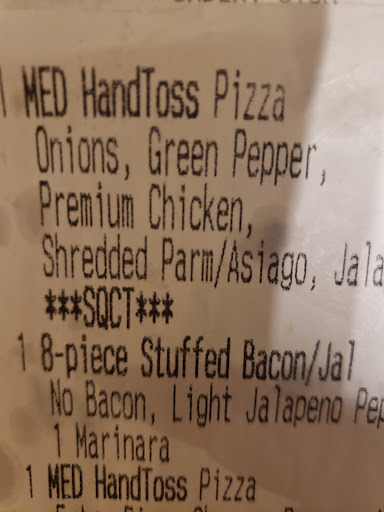 1 MED HandToss Pizza
Onions, Green Pepper,
Premium Chicken,
Shredded Parm/Asiago, Jala
***SQCT***
1 8-piece Stuffed Bacon/Jal
No Bacon, Light Jalapeno Pep
1 Marinara
1 MED HandToss Pizza